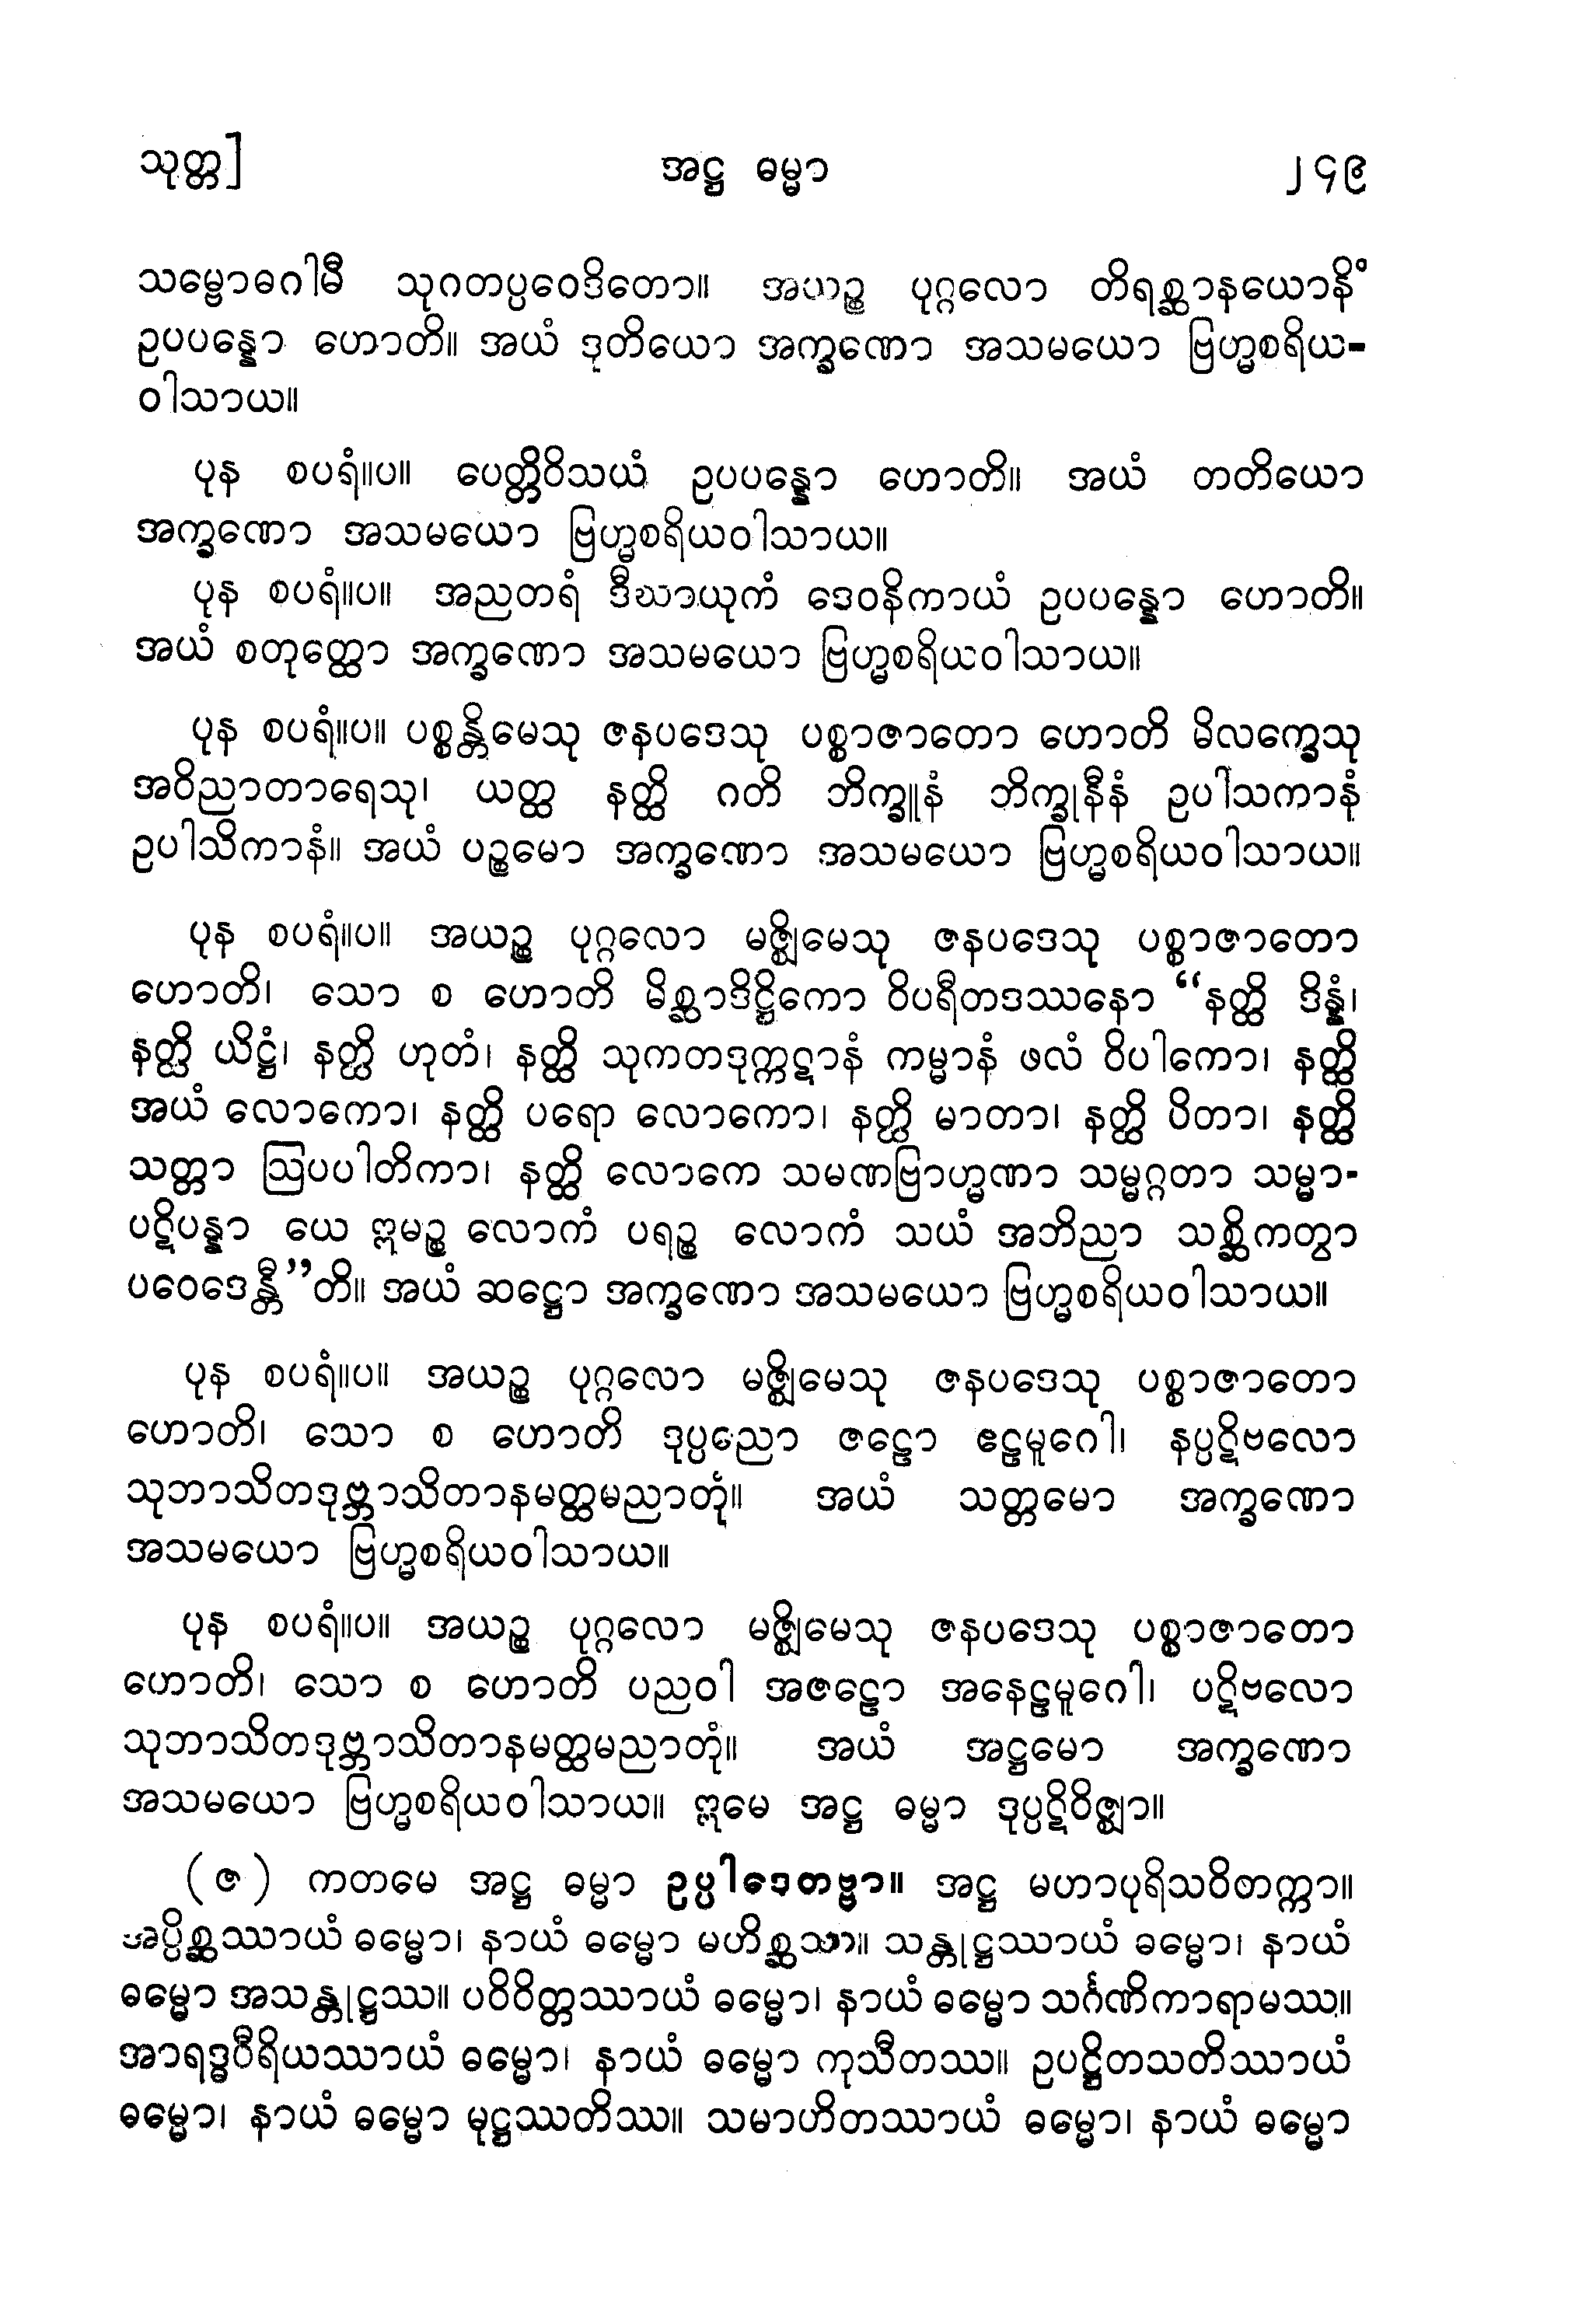 သုတ္တ] အဋ္ဌ ဓမ္မာ ၂၄၉
သမ္ဗောဓဂါမီ သုဂတပ္ပဝေဒိတော။ အယဉ္စ ပုဂ္ဂလော တိရစ္ဆာနယောနိံ
ဥပပန္နော ဟောတိ။ အယံ ဒုတိယော အက္ခဏော အသမယော ဗြဟ္မစရိယ-
ဝါသာယ။
ပုန စပရံ။ပ။ ပေတ္တိဝိသယံ ဥပပန္နော ဟောတိ။ အယံ တတိယော
အက္ခဏော အသမယော ဗြဟ္မစရိယဝါသာယ။
ပုန စပရံ။ပ။ အညတရံ ဒီဃာယုကံ ဒေဝနိကာယံ ဥပပန္နော ဟောတိ။
အယံ စတုတ္ထော အက္ခဏော အသမယော ဗြဟ္မစရိယဝါသာယ။
ပုန စပရံ။ပ။ ပစ္စန္တိမေသု ဇနပဒေသု ပစ္စာဇာတော ဟောတိ မိလက္ခေသု
အဝိညာတာရေသု၊ ယတ္ထ နတ္ထိ ဂတိ ဘိက္ခူနံ ဘိက္ခုနီနံ ဥပါသကာနံ
ဥပါသိကာနံ။ အယံ ပဉ္စမော အက္ခဏော အသမယော ဗြဟ္မစရိယဝါသာယ။
ပုန စပရံ။ပ။ အယဉ္စ ပုဂ္ဂလော မဇ္ဈိမေသု ဇနပဒေသု ပစ္စာဇာတော
ဟောတိ၊ သော စ ဟောတိ မိစ္ဆာဒိဋ္ဌိကော ဝိပရီတဒဿနော “နတ္ထိ ဒိန္နံ၊
နတ္ထိ ယိဋ္ဌံ၊ နတ္ထိ ဟုတံ၊ နတ္ထိ သုကတဒုက္ကဋာနံ ကမ္မာနံ ဖလံ ဝိပါကော၊ နတ္ထိ
အယံ လောကော၊ နတ္ထိ ပရော လောကော၊ နတ္ထိ မာတာ၊ နတ္ထိ ပိတာ၊ နတ္ထိ
သတ္တာ ဩပပါတိကာ၊ နတ္ထိ လောကေ သမဏဗြာဟ္မဏာ သမ္မဂ္ဂတာ သမ္မာ-
ပဋိပန္နာ ယေ ဣမဉ္စ လောကံ ပရဉ္စ လောကံ သယံ အဘိညာ သစ္ဆိကတွာ
ပဝေဒေန္တီ”တိ။ အယံ ဆဋ္ဌော အက္ခဏော အသမယော ဗြဟ္မစရိယဝါသာယ။
ပုန စပရံ။ပ။ အယဉ္စ ပုဂ္ဂလော မဇ္ဈိမေသု ဇနပဒေသု ပစ္စာဇာတော
ဟောတိ၊ သော စ ဟောတိ ဒုပ္ပညော ဇဠော ဧဠမူဂေါ၊ နပ္ပဋိဗလော
သုဘာသိတဒုဗ္ဘာသိတာနမတ္ထမညာတုံ။ အယံ သတ္တမော အက္ခဏော
အသမယော ဗြဟ္မစရိယဝါသာယ။
ပုန စပရံ။ပ။ အယဉ္စ ပုဂ္ဂလော မဇ္ဈိမေသု ဇနပဒေသု ပစ္စာဇာတော
ဟောတိ၊ သော စ ဟောတိ ပညဝါ အဇဠော အနေဠမူဂေါ၊ ပဋိဗလော
သုဘာသိတဒုဗ္ဘာသိတာနမတ္ထမညာတုံ။ အယံ အဋ္ဌမော အက္ခဏော
အသမယော ဗြဟ္မစရိယဝါသာယ။ ဣမေ အဋ္ဌ ဓမ္မာ ဒုပ္ပဋိဝိဇ္ဈာ။
(ဇ) ကတမေ အဋ္ဌ ဓမ္မာ ဥပ္ပါဒေတဗ္ဗာ။ အဋ္ဌ မဟာပုရိသဝိတက္ကာ။
အပ္ပိစ္ဆဿာယံ ဓမ္မော၊ နာယံ ဓမ္မော မဟိစ္ဆဿ။ သန္တုဋ္ဌဿာယံ ဓမ္မော၊ နာယံ
ဓမ္မော အသန္တုဋ္ဌဿ။ ပဝိဝိတ္တဿာယံ ဓမ္မော၊ နာယံ ဓမ္မော သင်္ဂဏိကာရာမဿ။
အာရဒ္ဓဝီရိယဿာယံ ဓမ္မော၊ နာယံ ဓမ္မော ကုသီတဿ။ ဥပဋ္ဌိတသတိဿာယံ
ဓမ္မော၊ နာယံ ဓမ္မော မုဋ္ဌဿတိဿ။ သမာဟိတဿာယံ ဓမ္မော၊ နာယံ ဓမ္မော